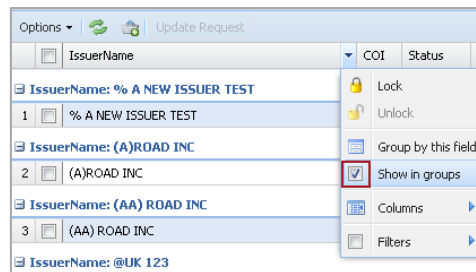 Options Update Request
IssuerName COI Status
IssuerName: % A NEW ISSUER TEST
1 % A NEW ISSUER TEST
IssuerName: (A)ROAD INC
2 (A)ROAD INC
IssuerName: (AA) ROAD INC
3 (AA) ROAD INC
IssuerName: @UK 123
Lock
Unlock
Group by this field
Show in groups
Columns
Filters